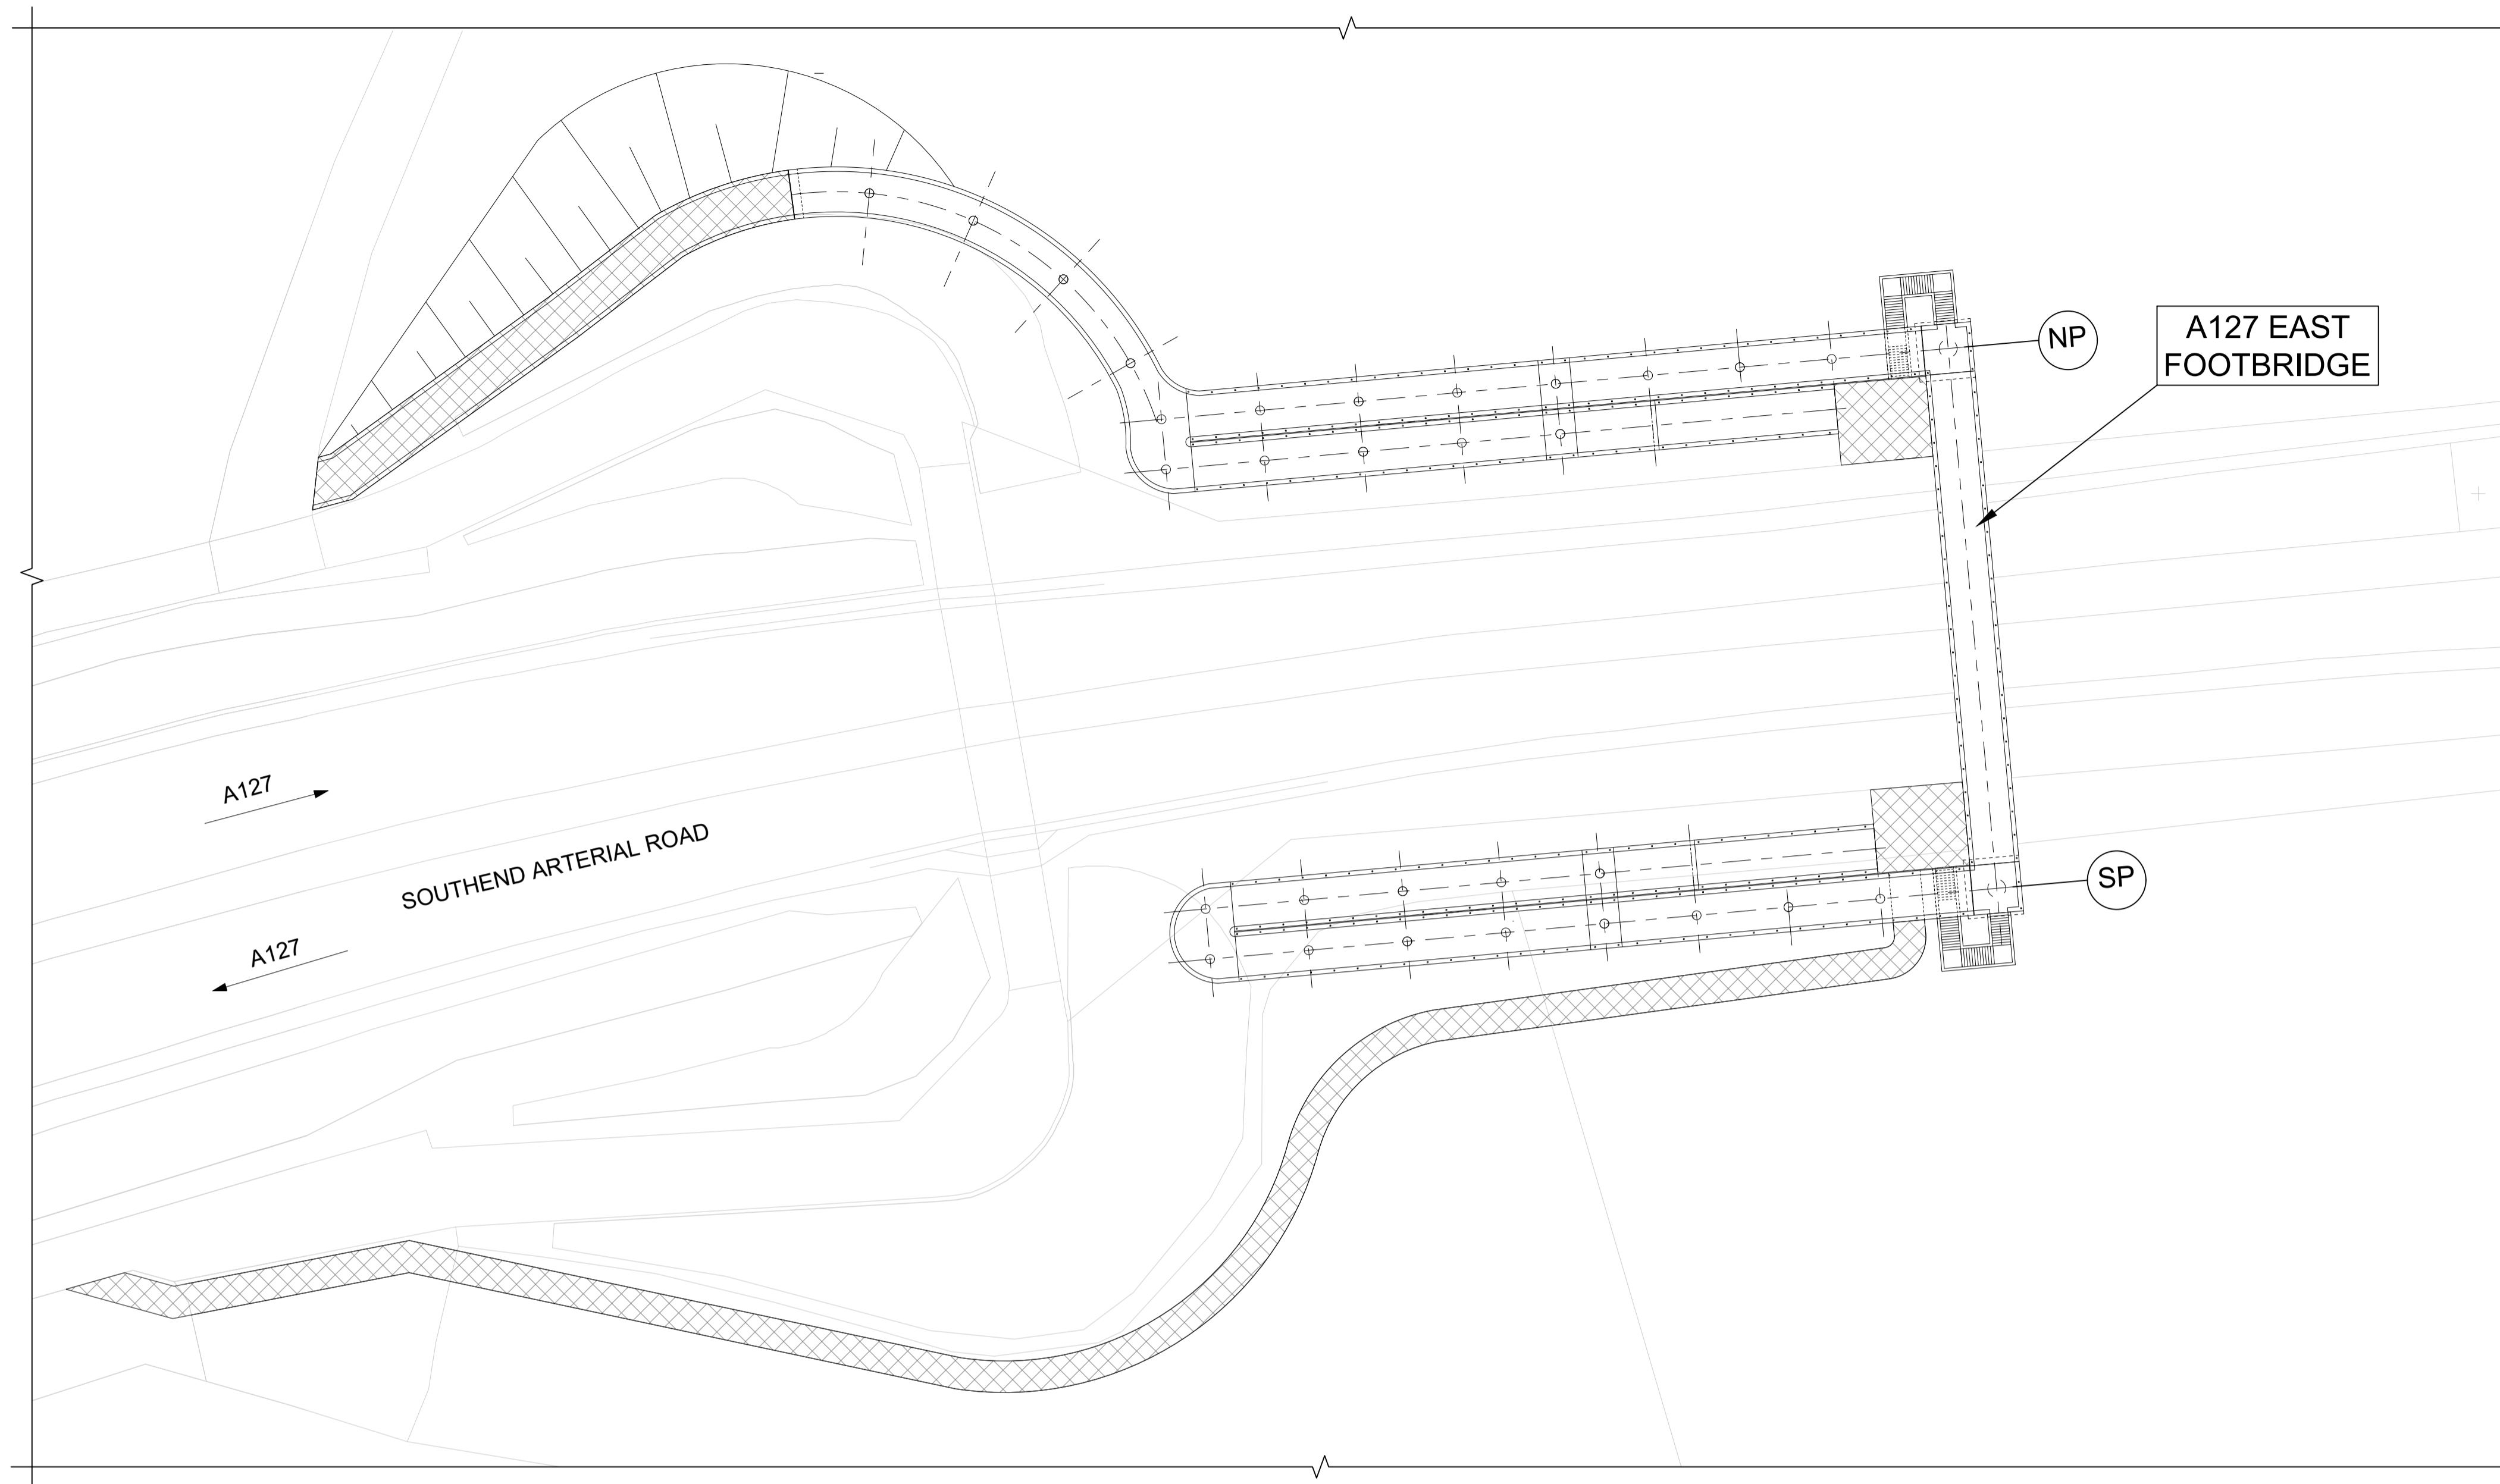 NP
A127 EAST
FOOTBRIDGE
A127
SOUTHEND ARTERIAL ROAD
SP
A127